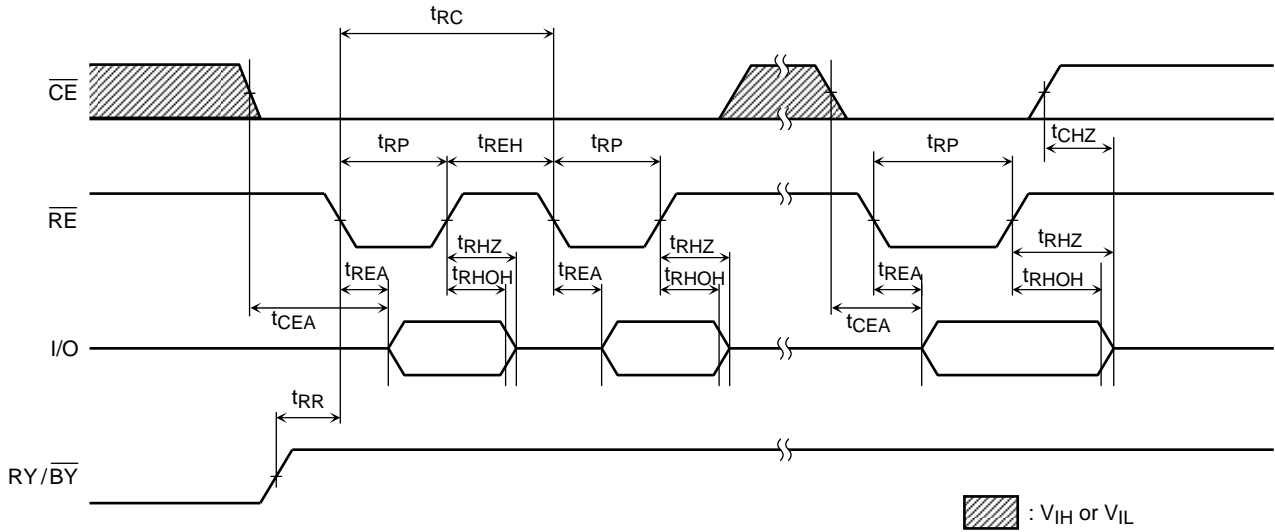 tRC
CE
tCHZ
tRP tREH tRP tRP
RE
tRHZ tRHZ tRHZ
tREA tRHOH tREA tRHOH tREA tRHOH
tCEA tCEA
I/O
tRR
RY/BY
: VIH or VIL